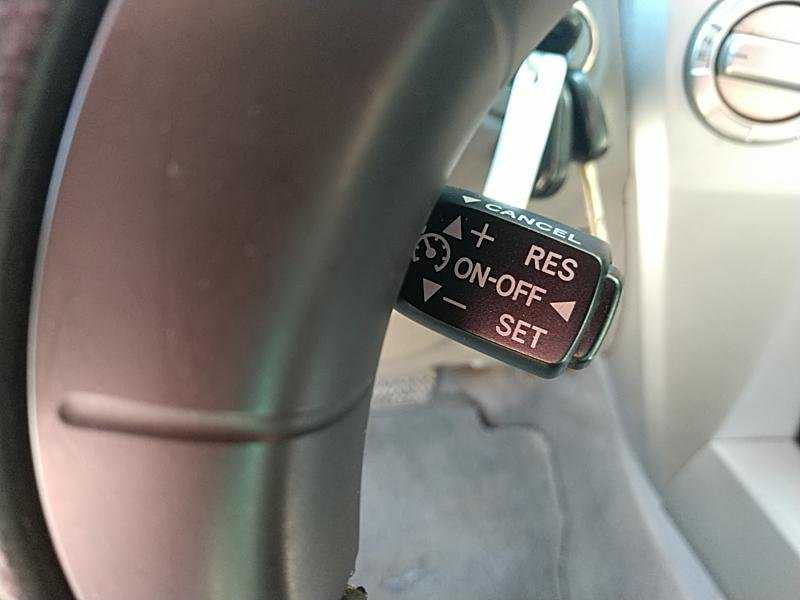 ▼ CANCEL
▲ + RES
ON-OFF ◀
▼ − SET